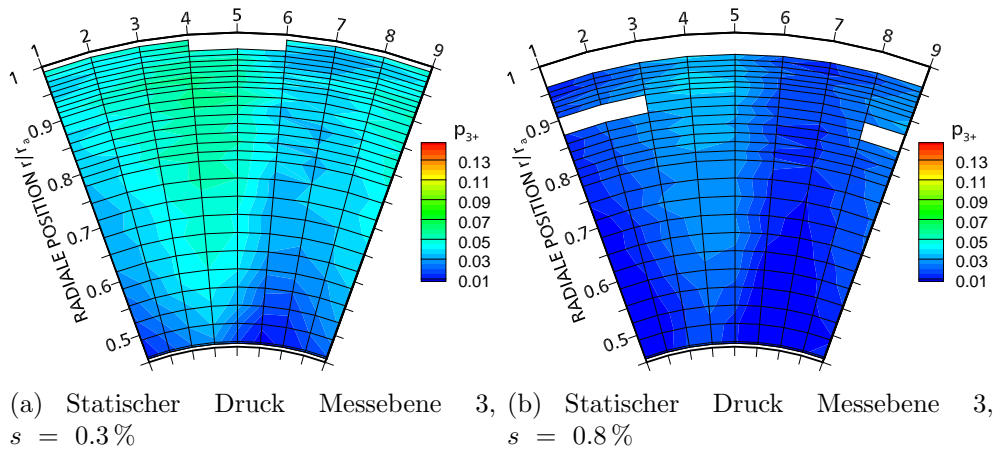 1 2 3 4 5 6 7 8 9
1
0.9
0.8
0.7
0.6
0.5
RADIALE POSITION r|rₐ
p₃₊
0.13
0.11
0.09
0.07
0.05
0.03
0.01
(a) Statischer Druck Messebene 3,
s = 0.3 %
1 2 3 4 5 6 7 8 9
1
0.9
0.8
0.7
0.6
0.5
RADIALE POSITION r|rₐ
p₃₊
0.13
0.11
0.09
0.07
0.05
0.03
0.01
(b) Statischer Druck Messebene 3,
s = 0.8 %